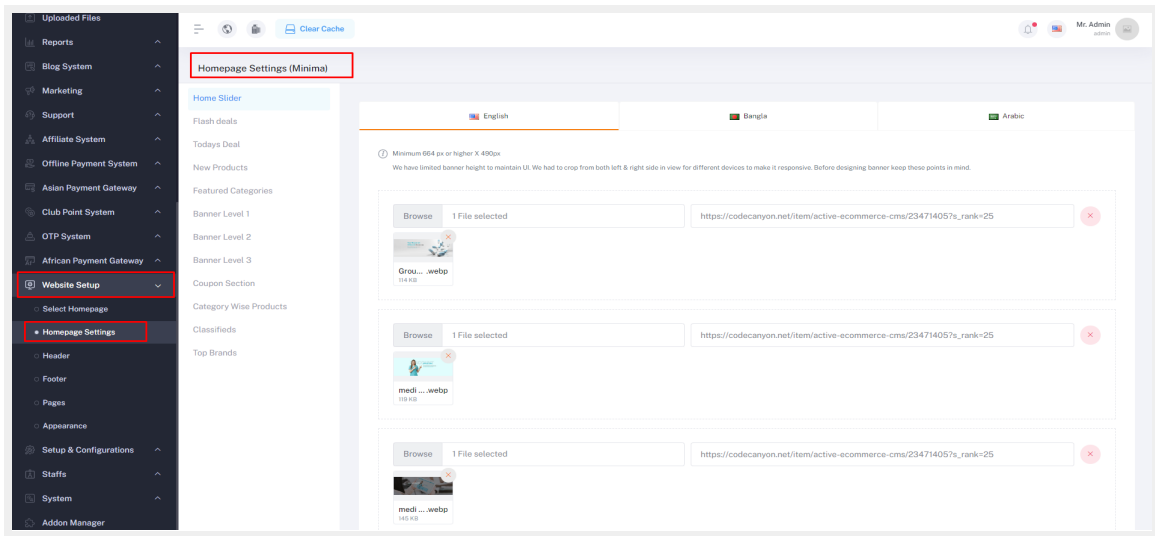 Uploaded Files
Reports
Blog System
Marketing
Support
Affiliate System
Offline Payment System
Asian Payment Gateway
Club Point System
OTP System
African Payment Gateway
Website Setup
Select Homepage
Homepage Settings
Header
Footer
Pages
Appearance
Setup & Configurations
Staffs
System
Addon Manager
Clear Cache
Mr. Admin
admin
Homepage Settings (Minima)
Home Slider
Flash deals
Todays Deal
New Products
Featured Categories
Banner Level 1
Banner Level 2
Banner Level 3
Coupon Section
Category Wise Products
Classifieds
Top Brands
English
Bangla
Arabic
Minimum 664 px or higher X 490px
We have limited banner height to maintain UI. We had to crop from both left & right side in view for different devices to make it responsive. Before designing banner keep these points in mind.
Browse 1 File selected https://codecanyon.net/item/active-ecommerce-cms/23471405?s_rank=25
Grou... .webp
114 KB
Browse 1 File selected https://codecanyon.net/item/active-ecommerce-cms/23471405?s_rank=25
medi ... .webp
119 KB
Browse 1 File selected https://codecanyon.net/item/active-ecommerce-cms/23471405?s_rank=25
medi ... .webp
145 KB